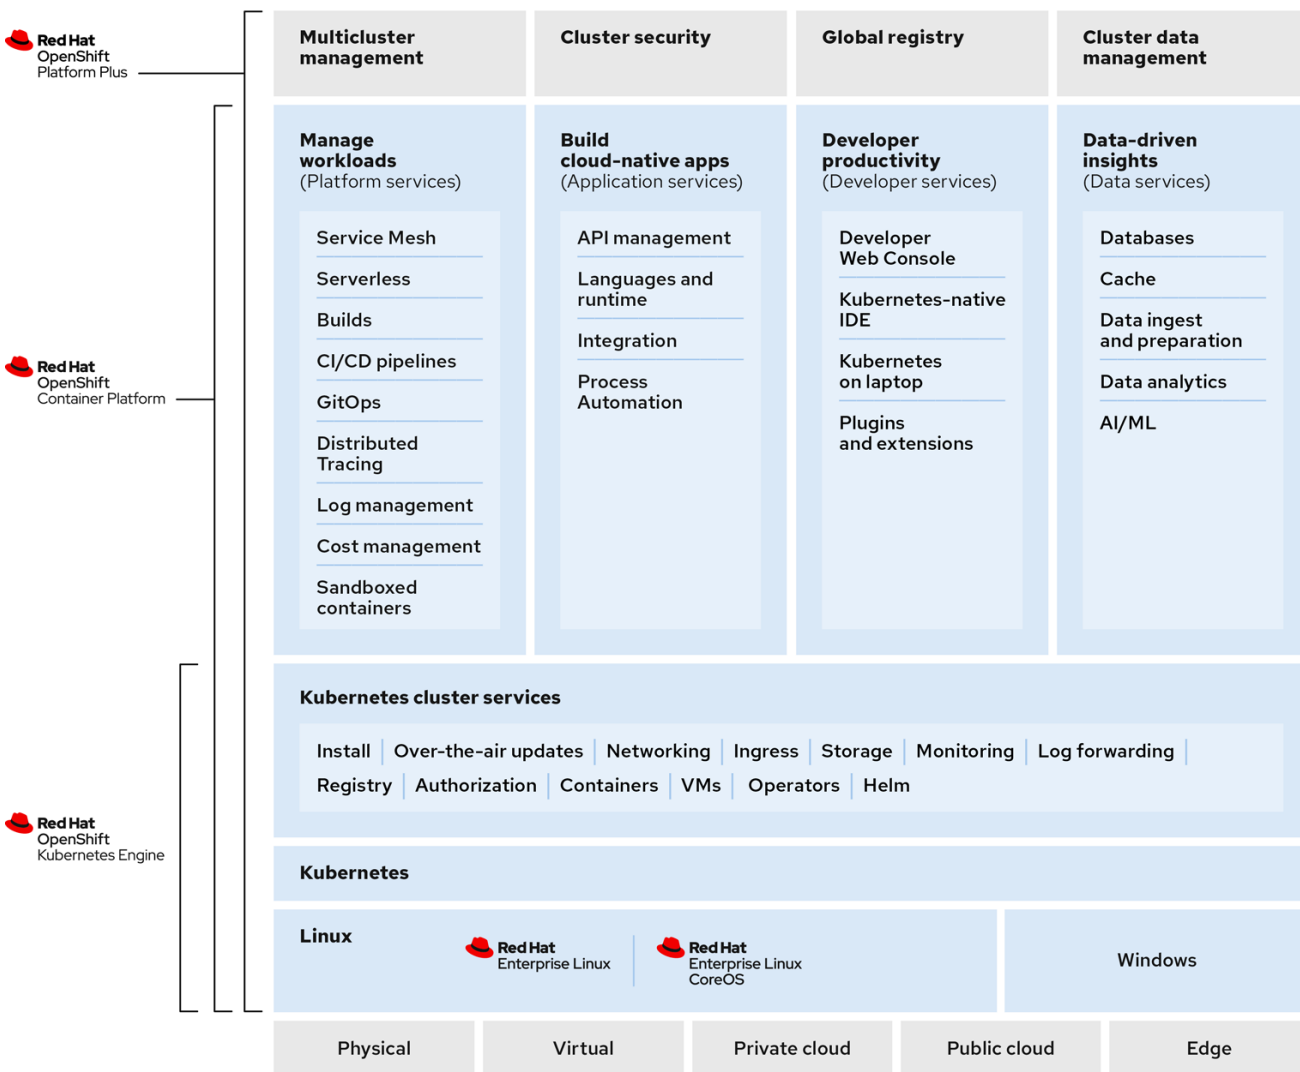 Red Hat
OpenShift
Platform Plus
Multicluster
management
Cluster security
Global registry
Cluster data
management
Red Hat
OpenShift
Container Platform
Manage
workloads
(Platform services)
Service Mesh
Serverless
Builds
CI/CD pipelines
GitOps
Distributed
Tracing
Log management
Cost management
Sandboxed
containers
Build
cloud-native apps
(Application services)
API management
Languages and
runtime
Integration
Process
Automation
Developer
productivity
(Developer services)
Developer
Web Console
Kubernetes-native
IDE
Kubernetes
on laptop
Plugins
and extensions
Data-driven
insights
(Data services)
Databases
Cache
Data ingest
and preparation
Data analytics
AI/ML
Red Hat
OpenShift
Kubernetes Engine
Kubernetes cluster services
Install | Over-the-air updates | Networking | Ingress | Storage | Monitoring | Log forwarding |
Registry | Authorization | Containers | VMs | Operators | Helm
Kubernetes
Linux
Red Hat
Enterprise Linux
Red Hat
Enterprise Linux
CoreOS
Windows
Physical
Virtual
Private cloud
Public cloud
Edge